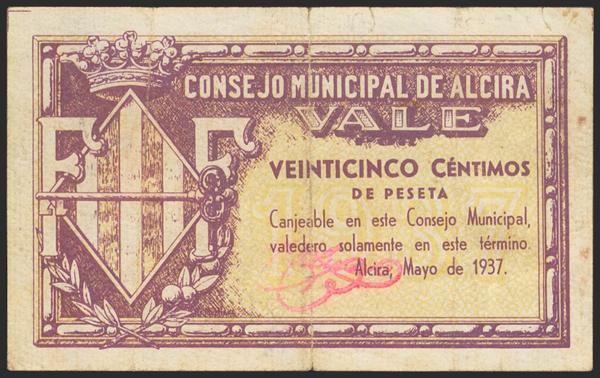 CONSEJO MUNICIPAL DE ALCIRA
VALE
VEINTICINCO CÉNTIMOS
DE PESETA
Canjeable en este Consejo Municipal,
valedero solamente en este término.
Alcira, Mayo de 1937.
F F
1937